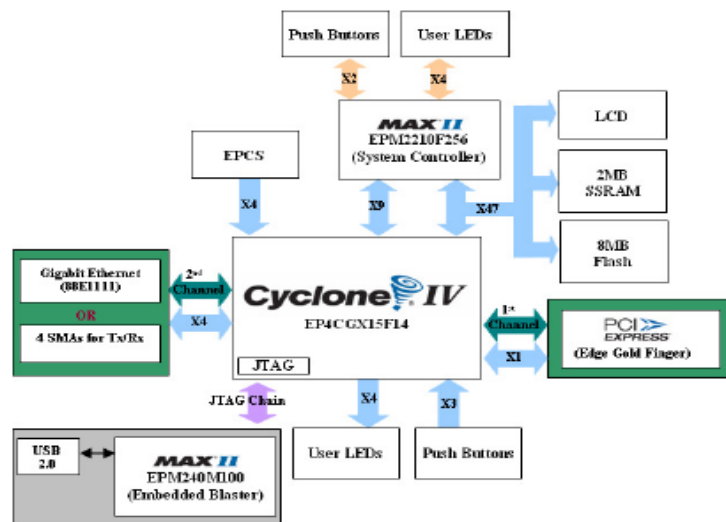 Push Buttons
User LEDs
X2
X4
MAX II
EPM2210F256
(System Controller)
LCD
EPCS
2MB
SSRAM
X4
X9
X47
8MB
Flash
Gigabit Ethernet
(88E1111)
OR
4 SMAs for Tx/Rx
2nd
Channel
X4
Cyclone IV
EP4CGX15F14
JTAG
1st
Channel
X1
PCI
EXPRESS
(Edge Gold Finger)
JTAG Chain
X4
X3
USB
2.0
MAX II
EPM240M100
(Embedded Blaster)
User LEDs
Push Buttons